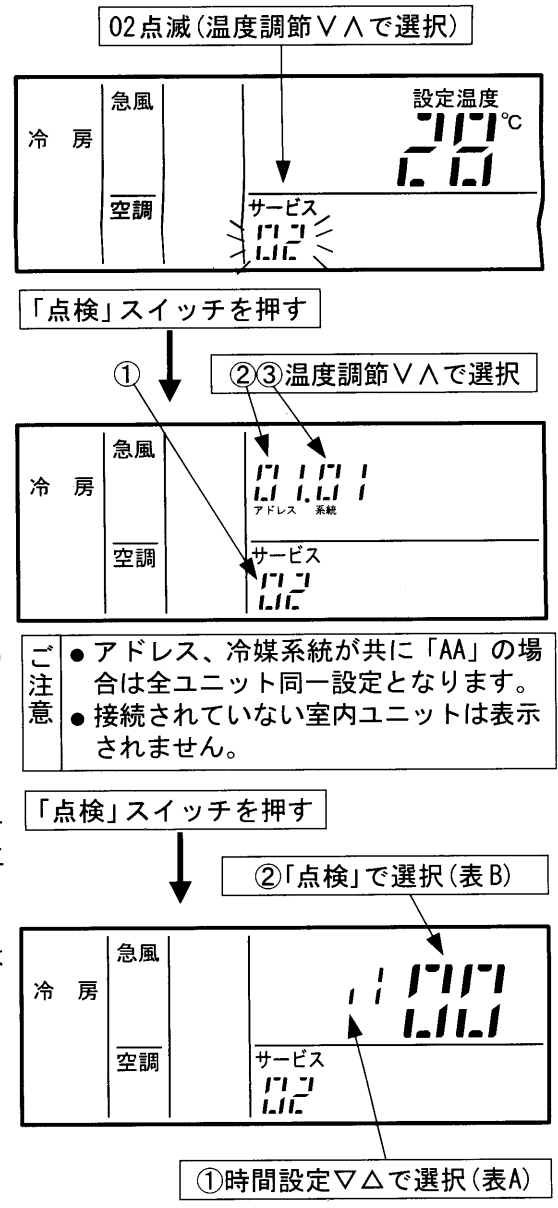 02点滅(温度調節∨∧で選択)
急風
冷 房
空調
設定温度
28℃
サービス
02
「点検」スイッチを押す
①
②③温度調節∨∧で選択
急風
冷 房
空調
01.01
アドレス 系統
サービス
02
ご注意
●アドレス、冷媒系統が共に「AA」の場
合は全ユニット同一設定となります。
●接続されていない室内ユニットは表示
されません。
「点検」スイッチを押す
②「点検」で選択(表B)
急風
冷 房
空調
00
サービス
02
①時間設定▽△で選択(表A)